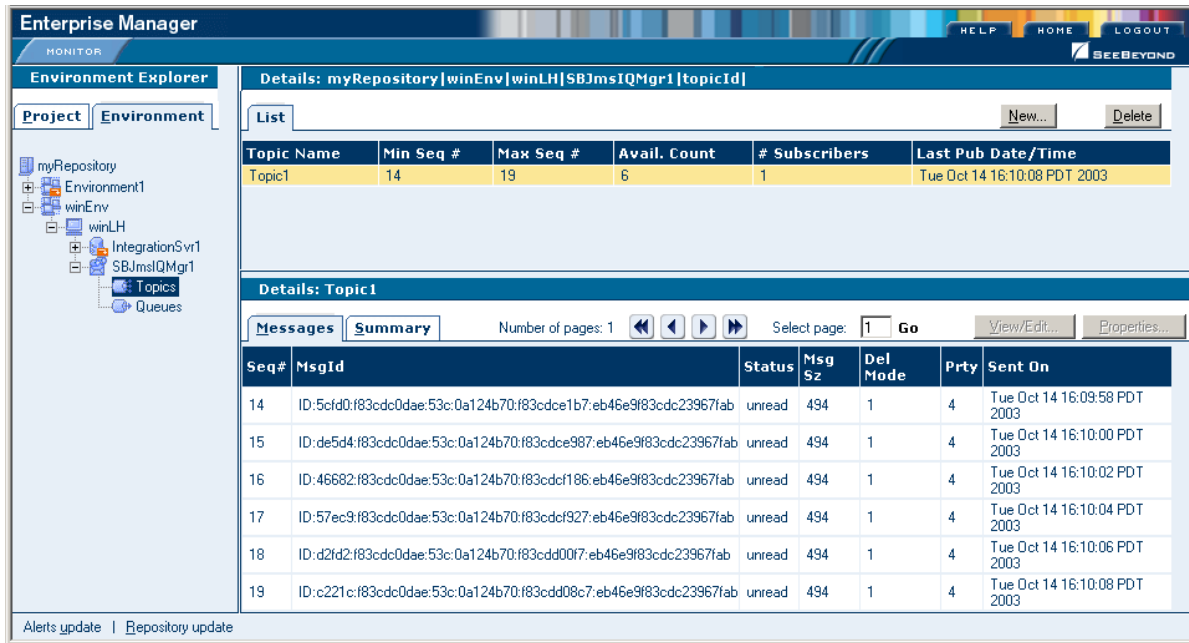 Enterprise Manager
HELP HOME LOGOUT
MONITOR
SEEBEYOND
Environment Explorer
Project Environment
myRepository
Environment1
winEnv
winLH
IntegrationSvr1
SBJmsIQMgr1
Topics
Queues
Details: myRepository|winEnv|winLH|SBJmsIQMgr1|topicId|
List New... Delete
Topic Name Min Seq # Max Seq # Avail. Count # Subscribers Last Pub Date/Time
Topic1 14 19 6 1 Tue Oct 14 16:10:08 PDT 2003
Details: Topic1
Messages Summary Number of pages: 1 Select page: 1 Go View/Edit... Properties...
Seq# MsgId Status Msg Sz Del Mode Prty Sent On
14 ID:5cfd0:f83cdc0dae:53c:0a124b70:f83cdce1b7:eb46e9f83cdc23967fab unread 494 1 4 Tue Oct 14 16:09:58 PDT 2003
15 ID:de5d4:f83cdc0dae:53c:0a124b70:f83cdce987:eb46e9f83cdc23967fab unread 494 1 4 Tue Oct 14 16:10:00 PDT 2003
16 ID:46682:f83cdc0dae:53c:0a124b70:f83cdcf186:eb46e9f83cdc23967fab unread 494 1 4 Tue Oct 14 16:10:02 PDT 2003
17 ID:57ec9:f83cdc0dae:53c:0a124b70:f83cdcf927:eb46e9f83cdc23967fab unread 494 1 4 Tue Oct 14 16:10:04 PDT 2003
18 ID:d2fd2:f83cdc0dae:53c:0a124b70:f83cdd00f7:eb46e9f83cdc23967fab unread 494 1 4 Tue Oct 14 16:10:06 PDT 2003
19 ID:c221c:f83cdc0dae:53c:0a124b70:f83cdd08c7:eb46e9f83cdc23967fab unread 494 1 4 Tue Oct 14 16:10:08 PDT 2003
Alerts update | Repository update